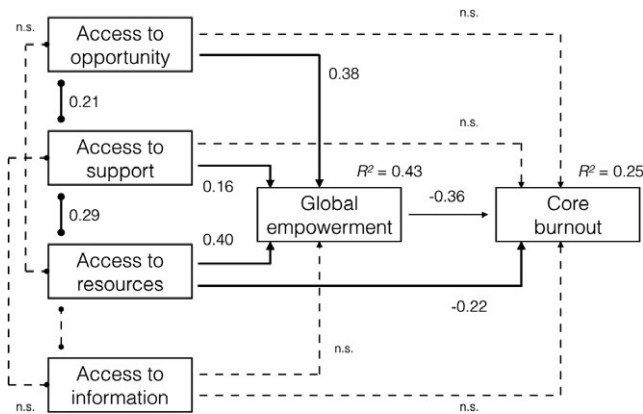 n.s.
Access to
opportunity
n.s.
0.38
0.21
n.s.
Access to
support
R² = 0.43
R² = 0.25
0.16
-0.36
Global
empowerment
Core
burnout
0.29
0.40
Access to
resources
-0.22
n.s.
Access to
information
n.s.
n.s.